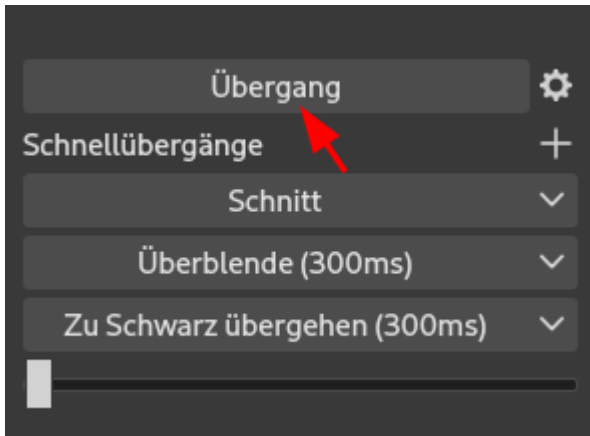 Übergang
Schnellübergänge
Schnitt
Überblende (300ms)
Zu Schwarz übergehen (300ms)